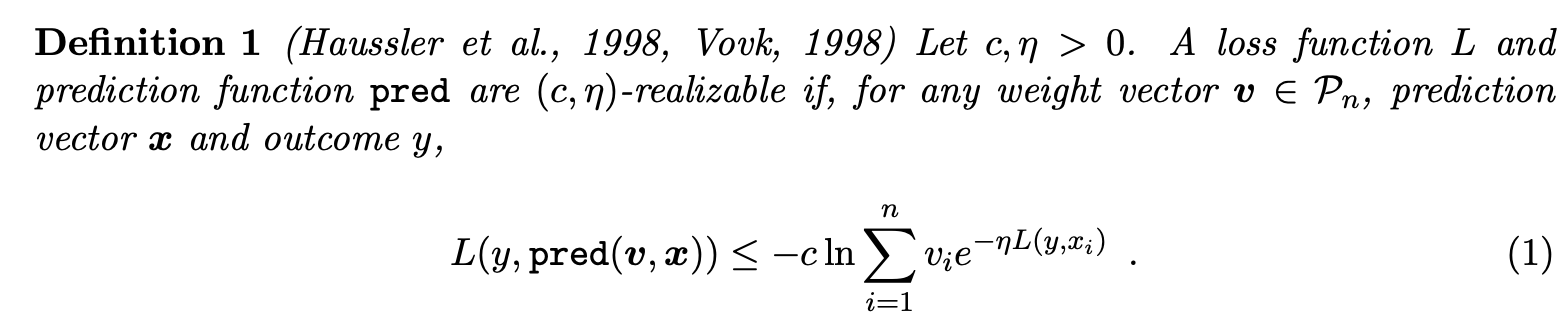 Definition 1 (Haussler et al., 1998, Vovk, 1998) Let c, η > 0. A loss function L and
prediction function pred are (c, η)-realizable if, for any weight vector v ∈ 𝒫ₙ, prediction
vector x and outcome y,
L(y, pred(v, x)) ≤ −c ln ∑_{i=1}^{n} v_i e^{−ηL(y,x_i)} . (1)